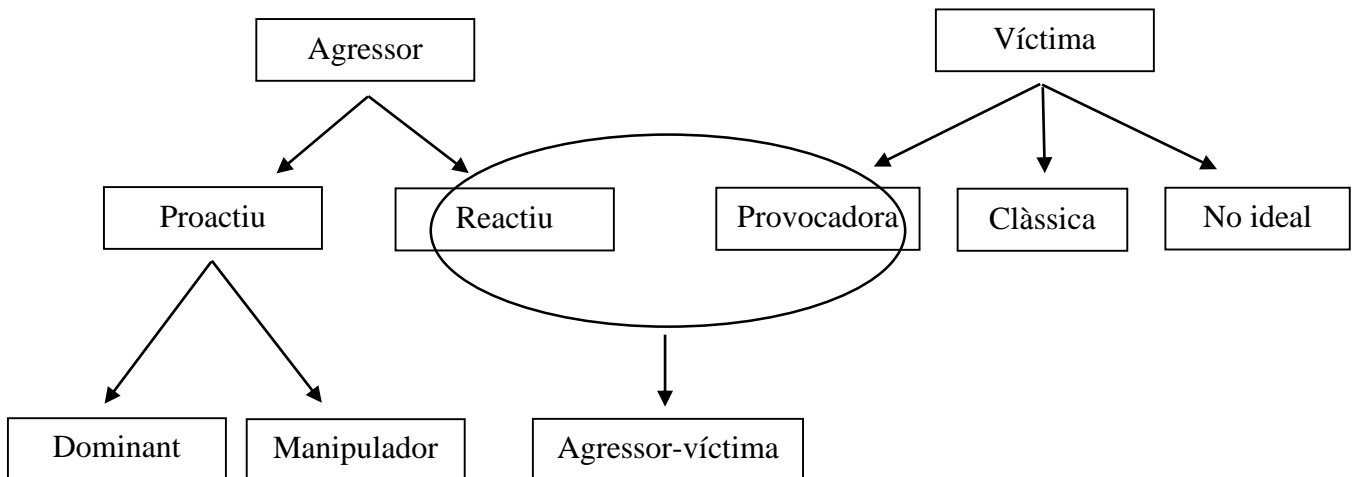 Agressor
Víctima
Proactiu
Reactiu
Provocadora
Clàssica
No ideal
Dominant
Manipulador
Agressor-víctima